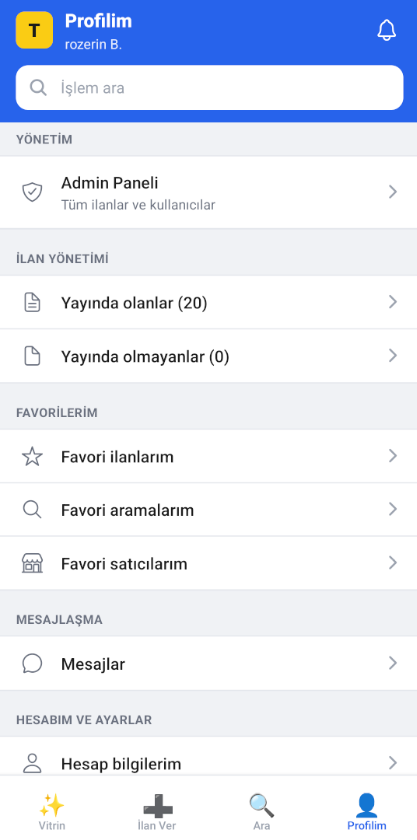 T
Profilim
rozerin B.
İşlem ara
YÖNETİM
Admin Paneli
Tüm ilanlar ve kullanıcılar
İLAN YÖNETİMİ
Yayında olanlar (20)
Yayında olmayanlar (0)
FAVORİLERİM
Favori ilanlarım
Favori aramalarım
Favori satıcılarım
MESAJLAŞMA
Mesajlar
HESABIM VE AYARLAR
Hesap bilgilerim
Vitrin
İlan Ver
Ara
Profilim